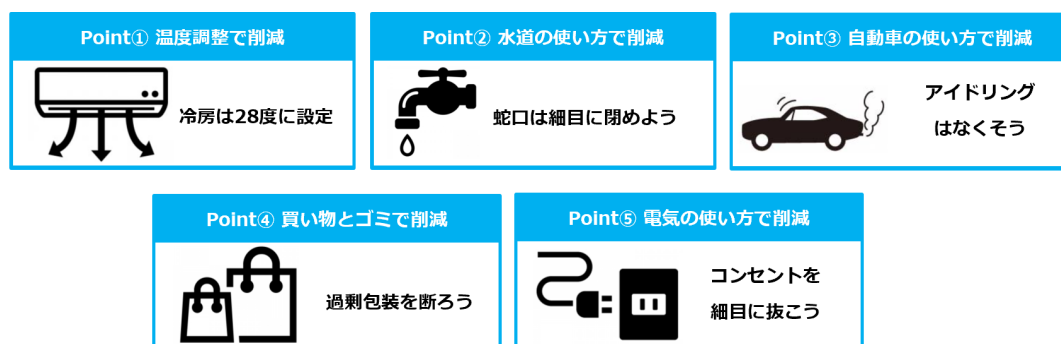 Point① 温度調整で削減
冷房は28度に設定
Point② 水道の使い方で削減
蛇口は細目に閉めよう
Point③ 自動車の使い方で削減
アイドリング
はなくそう
Point④ 買い物とゴミで削減
過剰包装を断ろう
Point⑤ 電気の使い方で削減
コンセントを
細目に抜こう